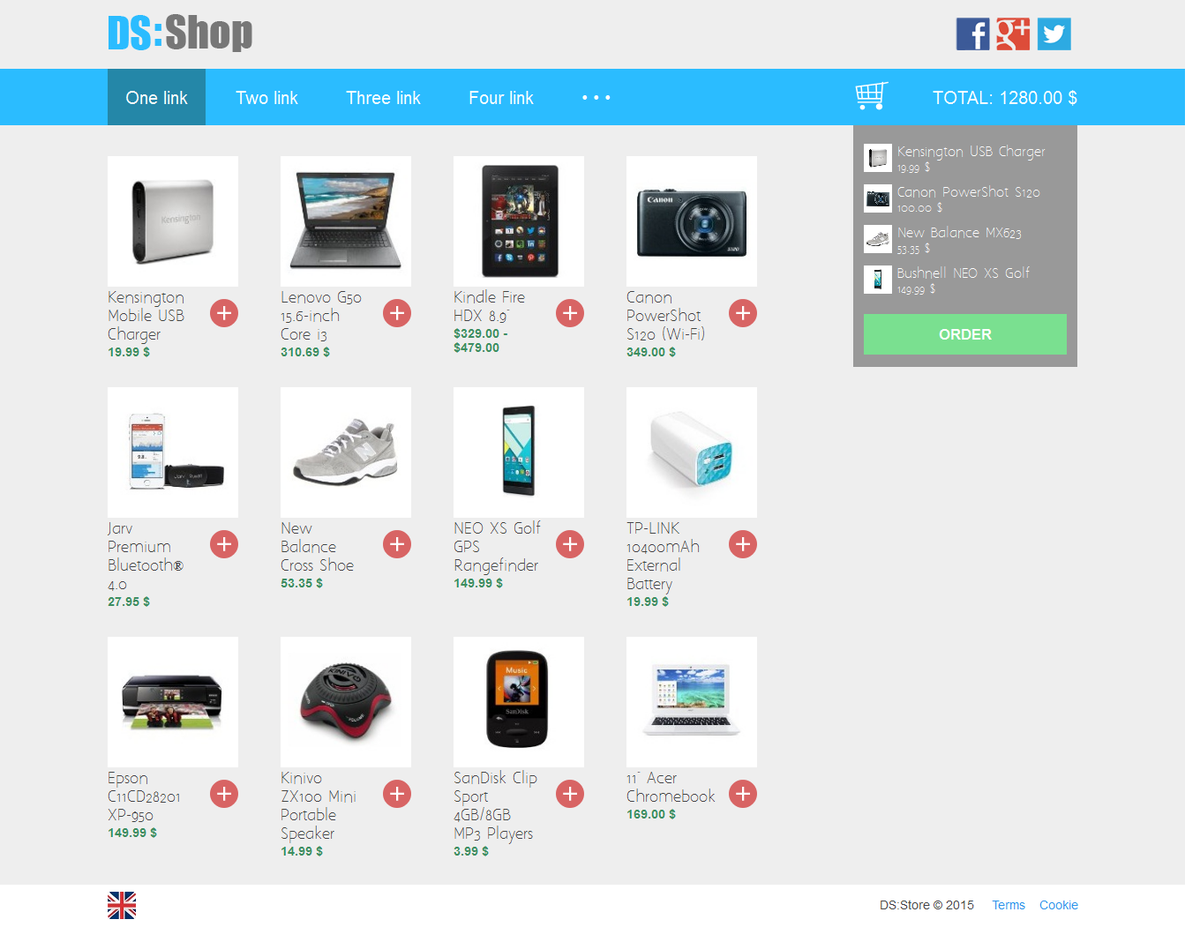 DS:Shop
One link
Two link
Three link
Four link
• • •
TOTAL: 1280.00 $
Kensington USB Charger
19.99 $
Canon PowerShot S120
100.00 $
New Balance MX623
53.35 $
Bushnell NEO XS Golf
149.99 $
ORDER
Kensington
Kensington
Mobile USB
Charger
19.99 $
Lenovo G50
15.6-inch
Core i3
310.69 $
Kindle Fire
HDX 8.9"
$329.00 -
$479.00
Canon
Canon
PowerShot
S120 (Wi-Fi)
349.00 $
Jarv
Premium
Bluetooth®
4.0
27.95 $
New
Balance
Cross Shoe
53.35 $
NEO XS Golf
GPS
Rangefinder
149.99 $
TP-LINK
10400mAh
External
Battery
19.99 $
Epson
C11CD28201
XP-950
149.99 $
KINIVO
Kinivo
ZX100 Mini
Portable
Speaker
14.99 $
Music
SanDisk
SanDisk Clip
Sport
4GB/8GB
MP3 Players
3.99 $
11" Acer
Chromebook
169.00 $
DS:Store © 2015
Terms
Cookie